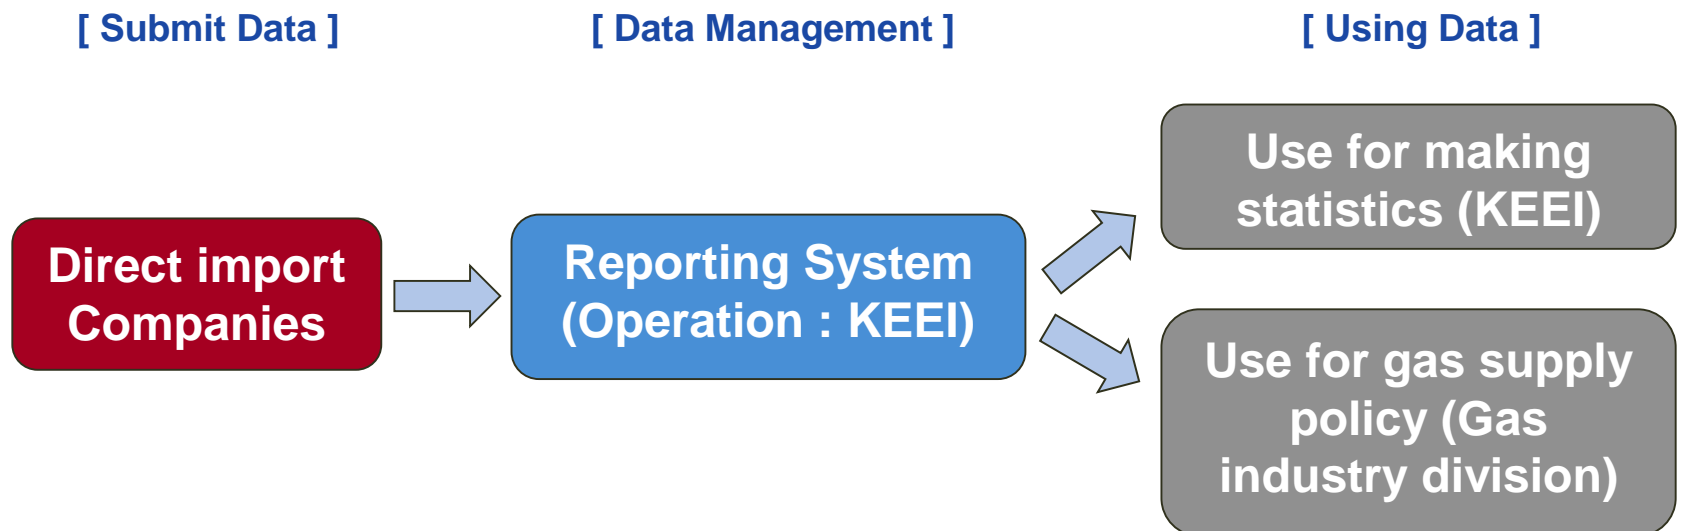 [ Submit Data ]
[ Data Management ]
[ Using Data ]
Direct import
Companies
Reporting System
(Operation : KEEI)
Use for making
statistics (KEEI)
Use for gas supply
policy (Gas
industry division)